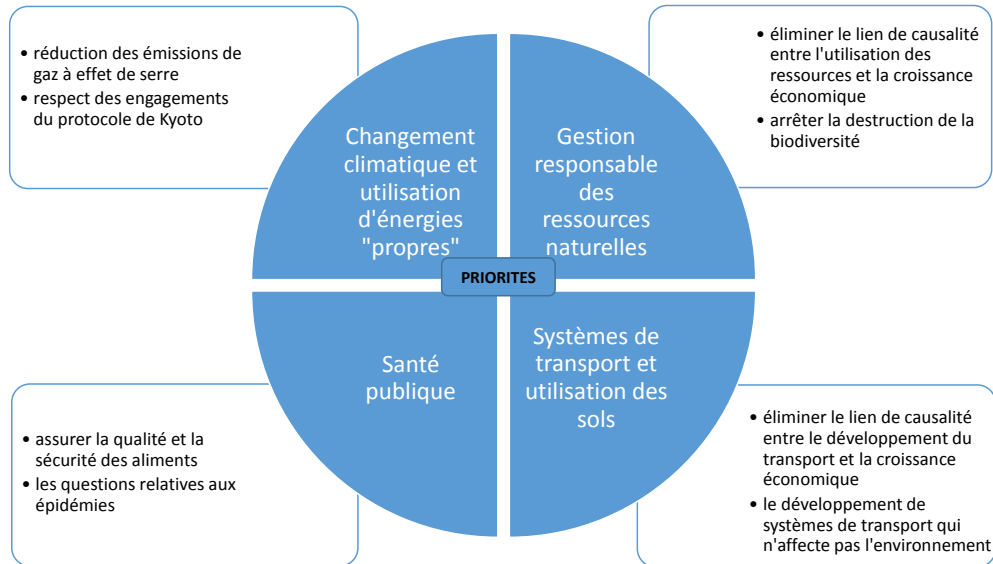 • réduction des émissions de
gaz à effet de serre
• respect des engagements
du protocole de Kyoto
Changement
climatique et
utilisation
d'énergies
"propres"
Gestion
responsable
des
ressources
naturelles
• éliminer le lien de causalité
entre l'utilisation des
ressources et la croissance
économique
• arrêter la destruction de la
biodiversité
PRIORITES
• assurer la qualité et la
sécurité des aliments
• les questions relatives aux
épidémies
Santé
publique
Systèmes de
transport et
utilisation des
sols
• éliminer le lien de causalité
entre le développement du
transport et la croissance
économique
• le développement de
systèmes de transport qui
n'affecte pas l'environnement